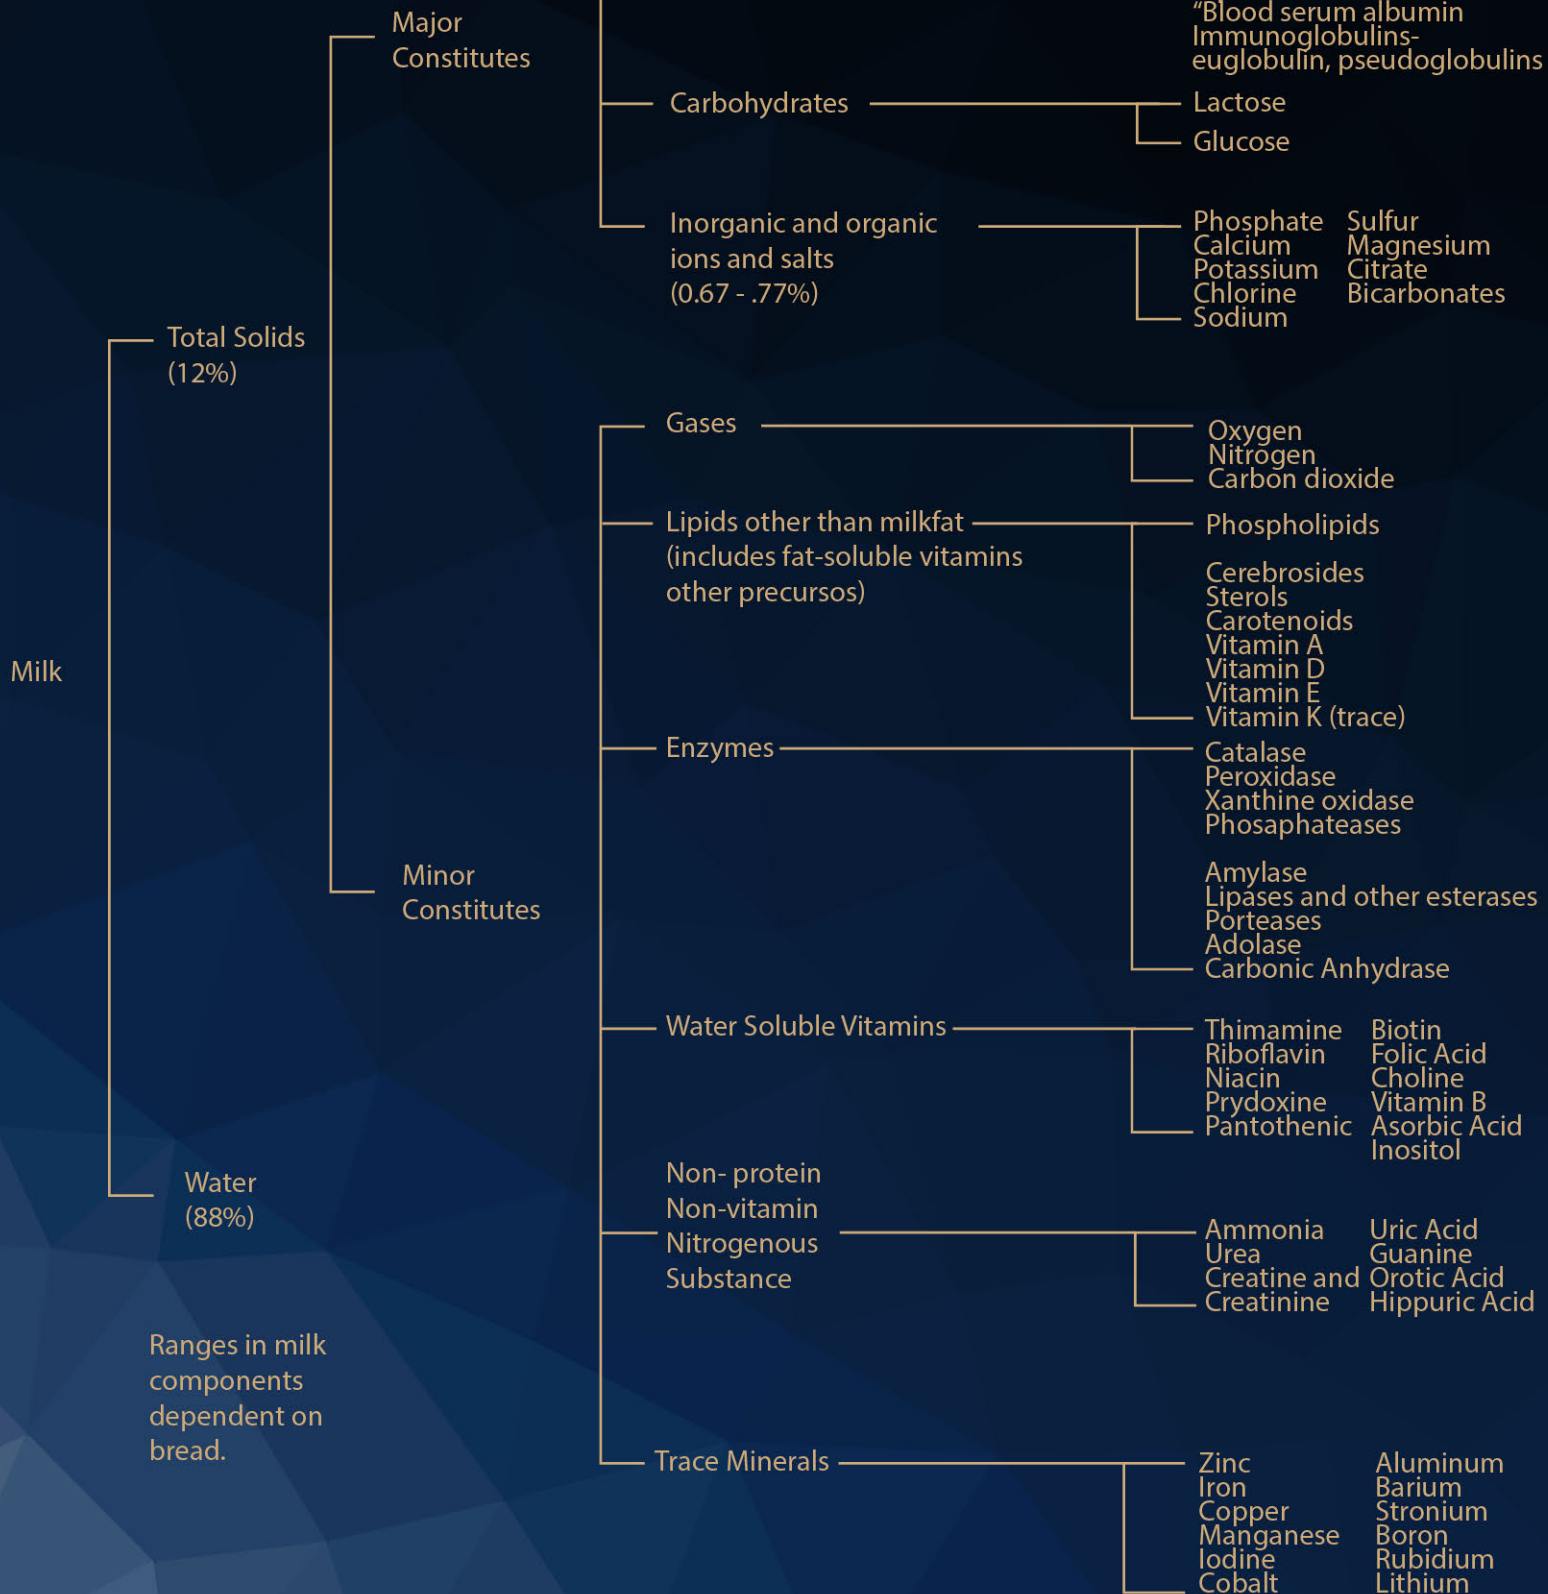 Major
Constitutes
“Blood serum albumin
Immunoglobulins-
euglobulin, pseudoglobulins
Carbohydrates
Lactose
Glucose
Inorganic and organic
ions and salts
(0.67 - .77%)
Phosphate Sulfur
Calcium Magnesium
Potassium Citrate
Chlorine Bicarbonates
Sodium
Total Solids
(12%)
Gases
Oxygen
Nitrogen
Carbon dioxide
Lipids other than milkfat
(includes fat-soluble vitamins
other precursos)
Phospholipids
Cerebrosides
Sterols
Carotenoids
Vitamin A
Vitamin D
Vitamin E
Vitamin K (trace)
Milk
Enzymes
Catalase
Peroxidase
Xanthine oxidase
Phosaphateases
Amylase
Lipases and other esterases
Porteases
Adolase
Carbonic Anhydrase
Minor
Constitutes
Water Soluble Vitamins
Thimamine Biotin
Riboflavin Folic Acid
Niacin Choline
Prydoxine Vitamin B
Pantothenic Asorbic Acid
Inositol
Water
(88%)
Non- protein
Non-vitamin
Nitrogenous
Substance
Ammonia Uric Acid
Urea Guanine
Creatine and Orotic Acid
Creatinine Hippuric Acid
Ranges in milk
components
dependent on
bread.
Trace Minerals
Zinc Aluminum
Iron Barium
Copper Stronium
Manganese Boron
Iodine Rubidium
Cobalt Lithium